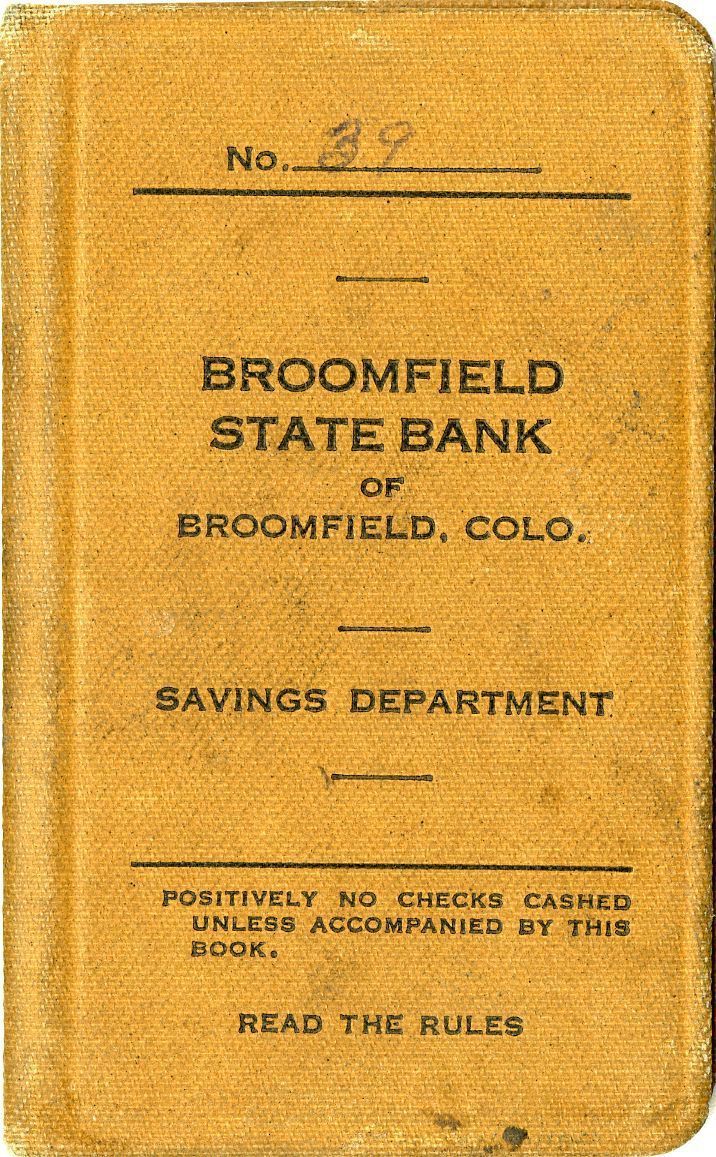 No. 39
BROOMFIELD
STATE BANK
OF
BROOMFIELD, COLO.
SAVINGS DEPARTMENT
POSITIVELY NO CHECKS CASHED
UNLESS ACCOMPANIED BY THIS
BOOK.
READ THE RULES